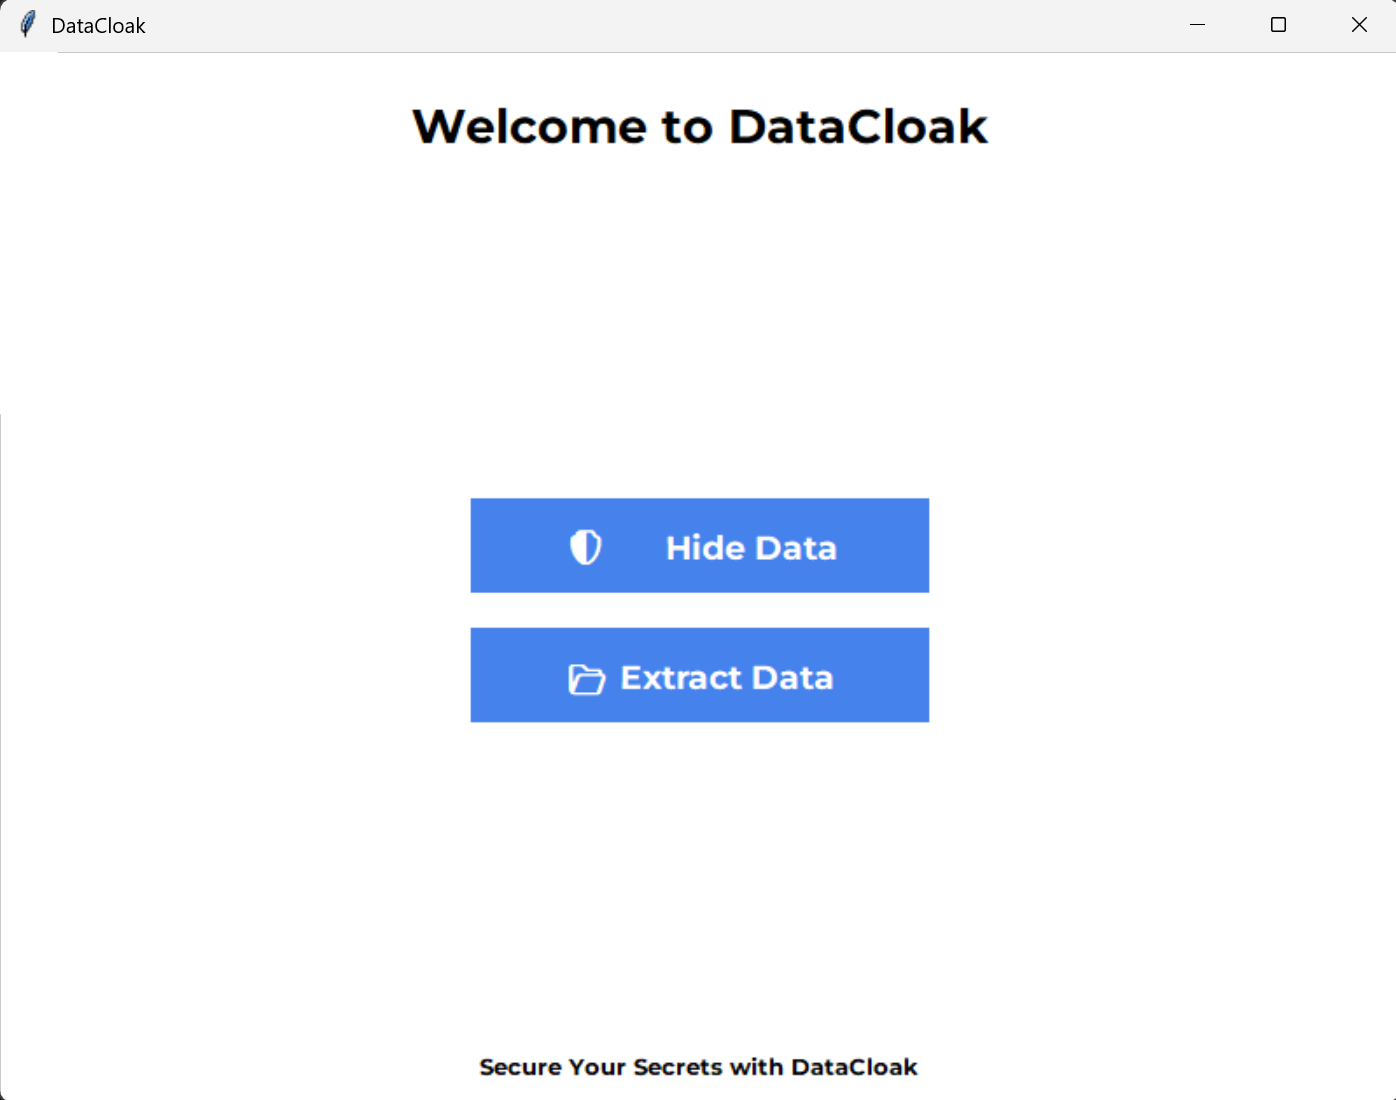 DataCloak
Welcome to DataCloak
Hide Data
Extract Data
Secure Your Secrets with DataCloak